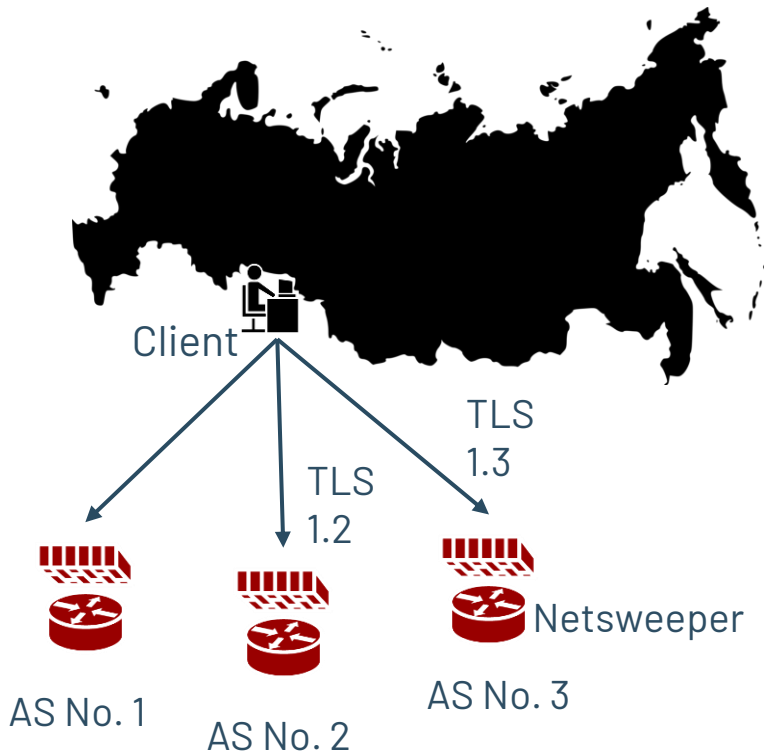 Client
TLS
1.3
TLS
1.2
Netsweeper
AS No. 1
AS No. 2
AS No. 3